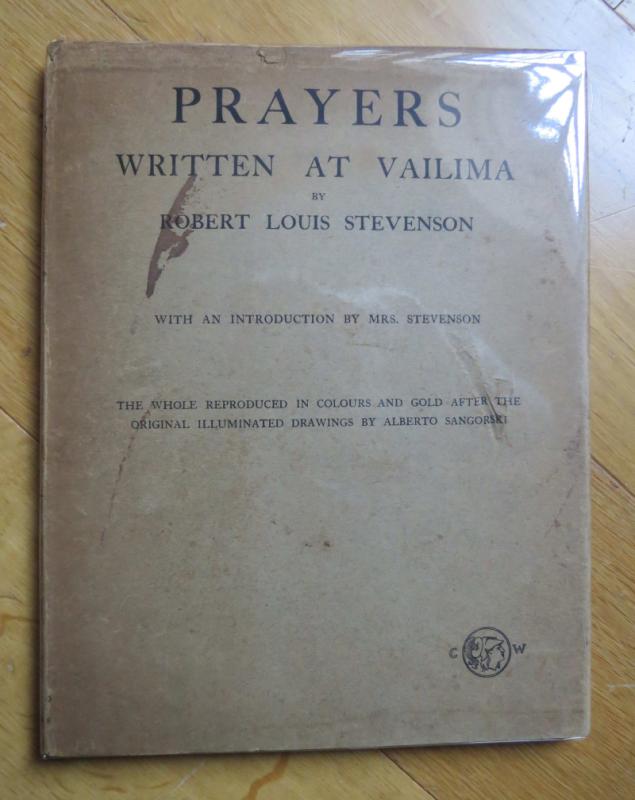 PRAYERS
WRITTEN AT VAILIMA
BY
ROBERT LOUIS STEVENSON
WITH AN INTRODUCTION BY MRS. STEVENSON
THE WHOLE REPRODUCED IN COLOURS AND GOLD AFTER THE
ORIGINAL ILLUMINATED DRAWINGS BY ALBERTO SANGORSKI
C W